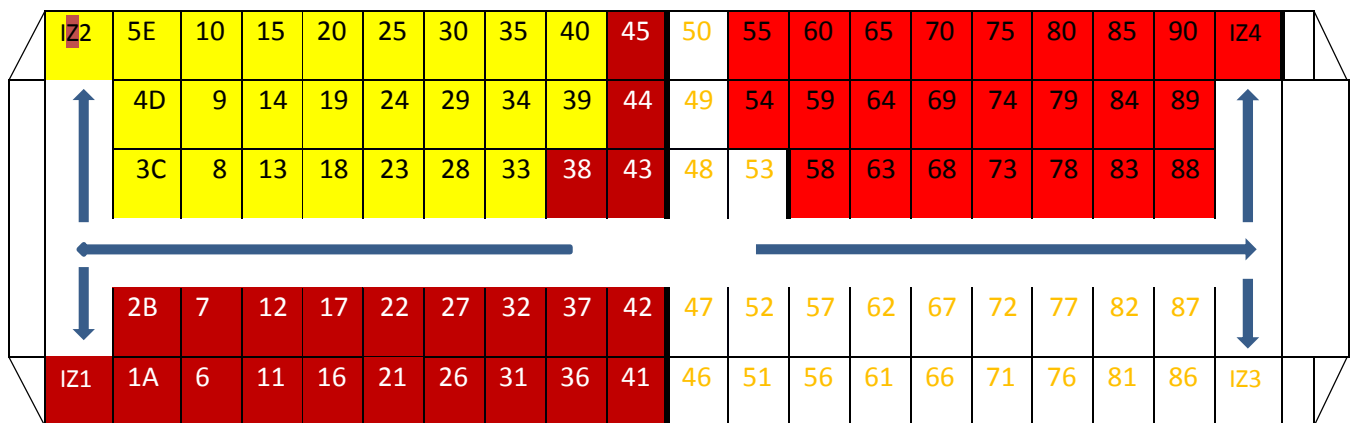 IZ2 5E 10 15 20 25 30 35 40 45 50 55 60 65 70 75 80 85 90 IZ4
4D 9 14 19 24 29 34 39 44 49 54 59 64 69 74 79 84 89
3C 8 13 18 23 28 33 38 43 48 53 58 63 68 73 78 83 88
2B 7 12 17 22 27 32 37 42 47 52 57 62 67 72 77 82 87
IZ1 1A 6 11 16 21 26 31 36 41 46 51 56 61 66 71 76 81 86 IZ3